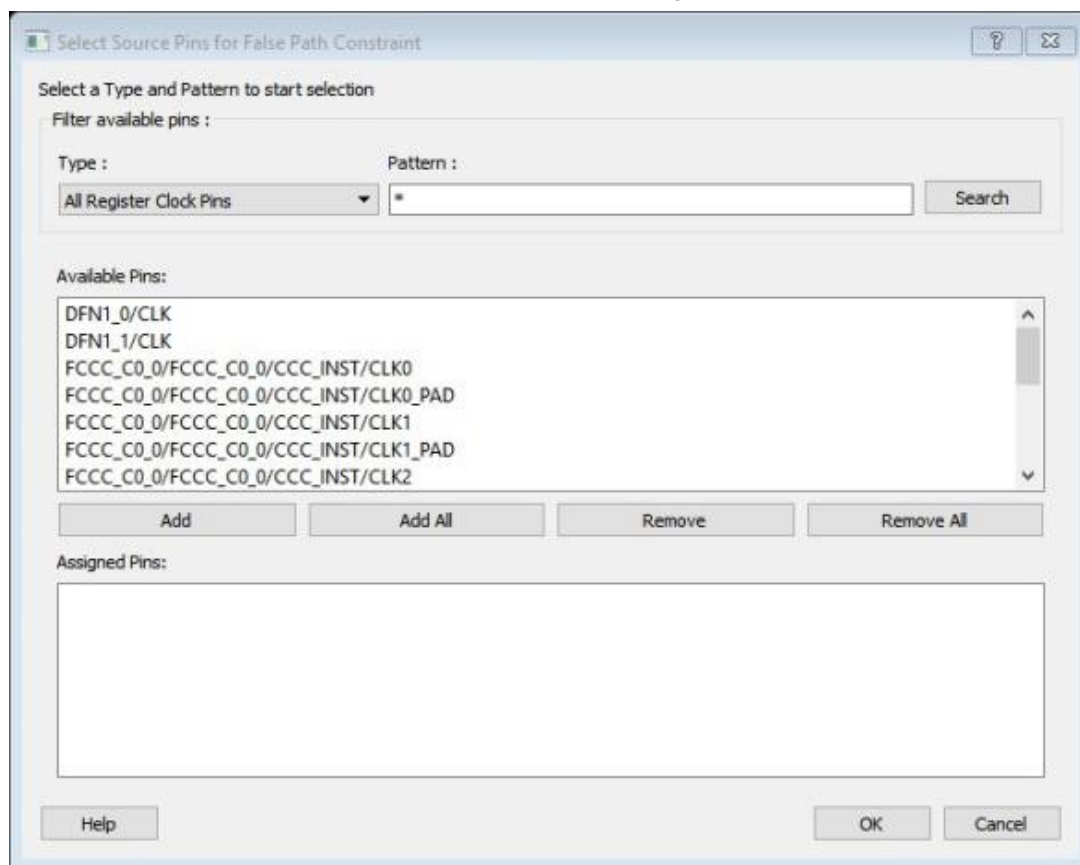 Select Source Pins for False Path Constraint
Select a Type and Pattern to start selection
Filter available pins :
Type : Pattern :
All Register Clock Pins * Search
Available Pins:
DFN1_0/CLK
DFN1_1/CLK
FCCC_C0_0/FCCC_C0_0/CCC_INST/CLK0
FCCC_C0_0/FCCC_C0_0/CCC_INST/CLK0_PAD
FCCC_C0_0/FCCC_C0_0/CCC_INST/CLK1
FCCC_C0_0/FCCC_C0_0/CCC_INST/CLK1_PAD
FCCC_C0_0/FCCC_C0_0/CCC_INST/CLK2
Add Add All Remove Remove All
Assigned Pins:
Help OK Cancel